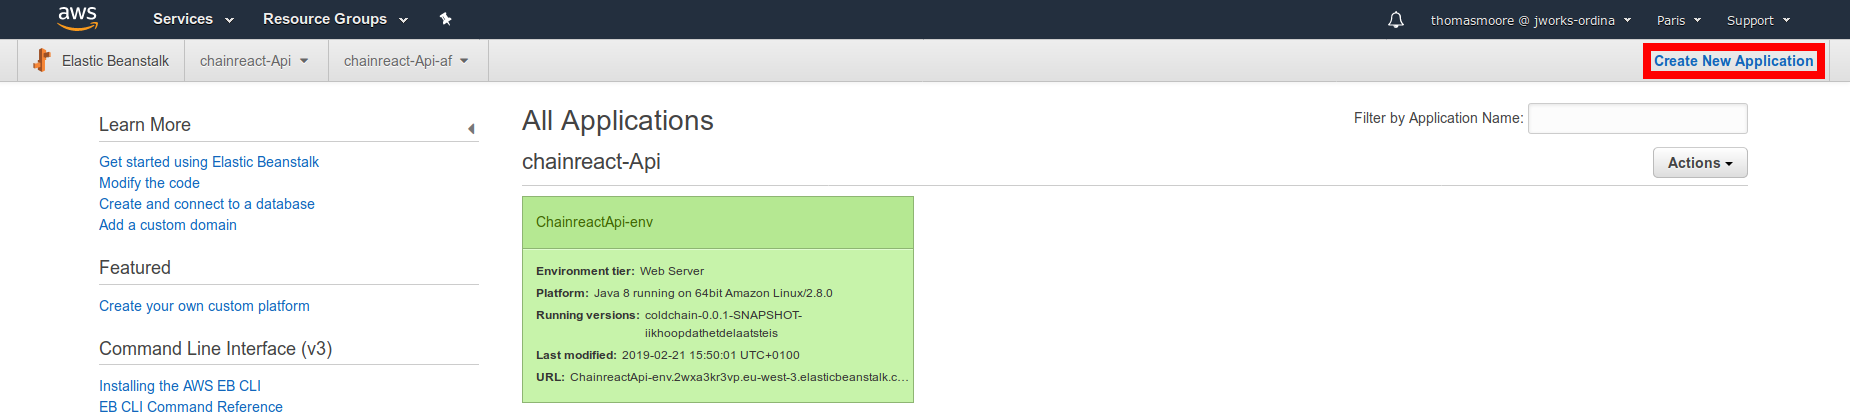 aws Services Resource Groups thomasmoore @ jworks-ordina Paris Support
Elastic Beanstalk chainreact-Api chainreact-Api-af Create New Application
Learn More
Get started using Elastic Beanstalk
Modify the code
Create and connect to a database
Add a custom domain
Featured
Create your own custom platform
Command Line Interface (v3)
Installing the AWS EB CLI
EB CLI Command Reference
All Applications
Filter by Application Name:
chainreact-Api
Actions
ChainreactApi-env
Environment tier: Web Server
Platform: Java 8 running on 64bit Amazon Linux/2.8.0
Running versions: coldchain-0.0.1-SNAPSHOT-
iikhoopdathetdelaatsteis
Last modified: 2019-02-21 15:50:01 UTC+0100
URL: ChainreactApi-env.2wxa3kr3vp.eu-west-3.elasticbeanstalk.c...